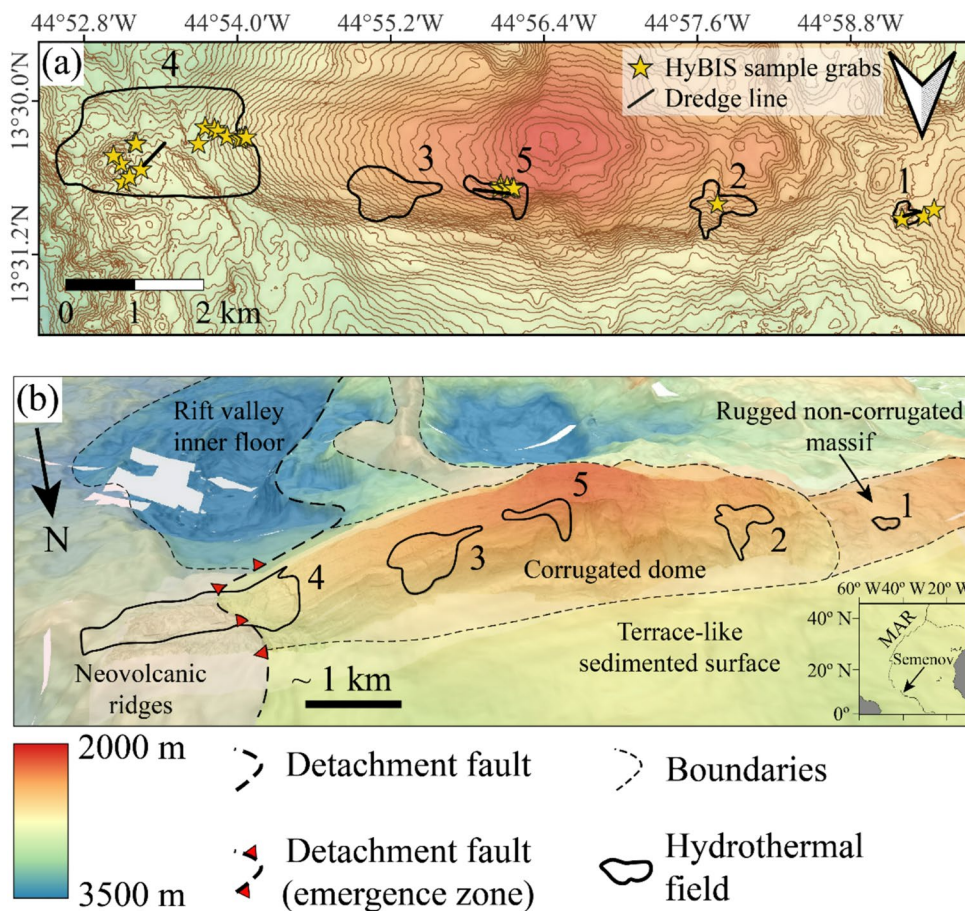 44°52.8' 44°54.0' 44°55.2' 44°56.4' 44°57.6' 44°58.8'
(a)
4
HyBIS sample grabs
Dredge line
13°30.0'N
13°31.2'N
3
5
2
1
0 1 2 km
(b)
Rift valley
inner floor
Rugged non-corrugated
massif
N
5
1
4
3
2
Corrugated dome
Neovolcanic
ridges
~ 1 km
Terrace-like
sedimented surface
60° W 40° W 20° W
40° N
20° N
0°
MAR
Semenov
2000 m
3500 m
Detachment fault
Boundaries
Detachment fault
(emergence zone)
Hydrothermal
field